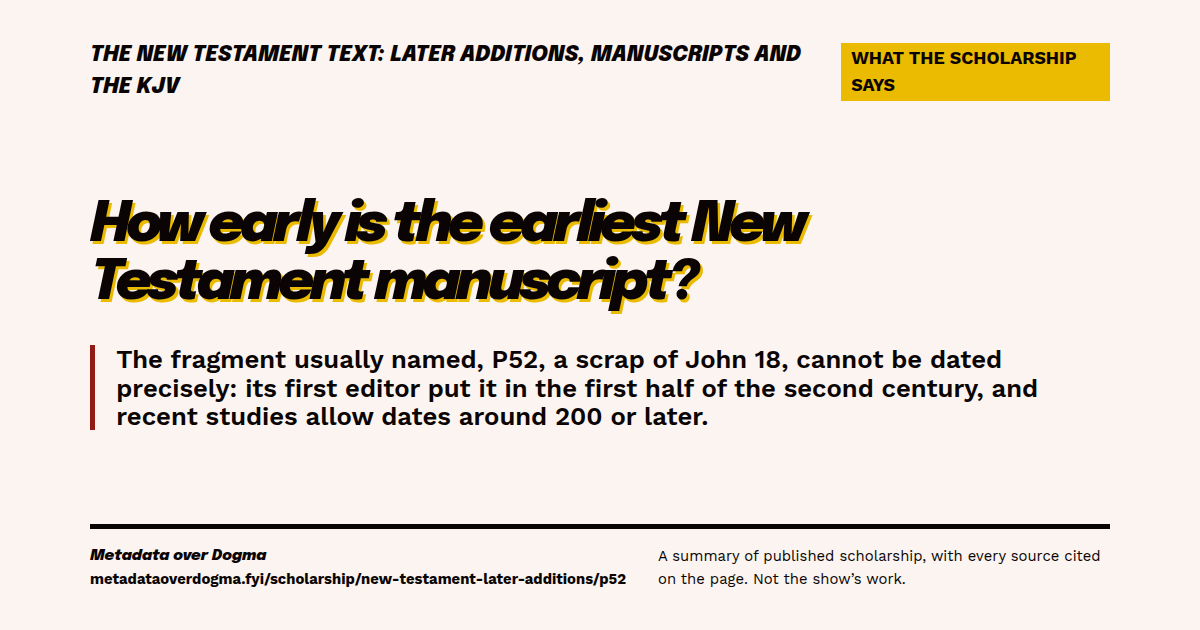 THE NEW TESTAMENT TEXT: LATER ADDITIONS, MANUSCRIPTS AND
THE KJV
WHAT THE SCHOLARSHIP
SAYS
How early is the earliest New
Testament manuscript?
The fragment usually named, P52, a scrap of John 18, cannot be dated
precisely: its first editor put it in the first half of the second century, and
recent studies allow dates around 200 or later.
Metadata over Dogma
metadataoverdogma.fyi/scholarship/new-testament-later-additions/p52
A summary of published scholarship, with every source cited
on the page. Not the show’s work.